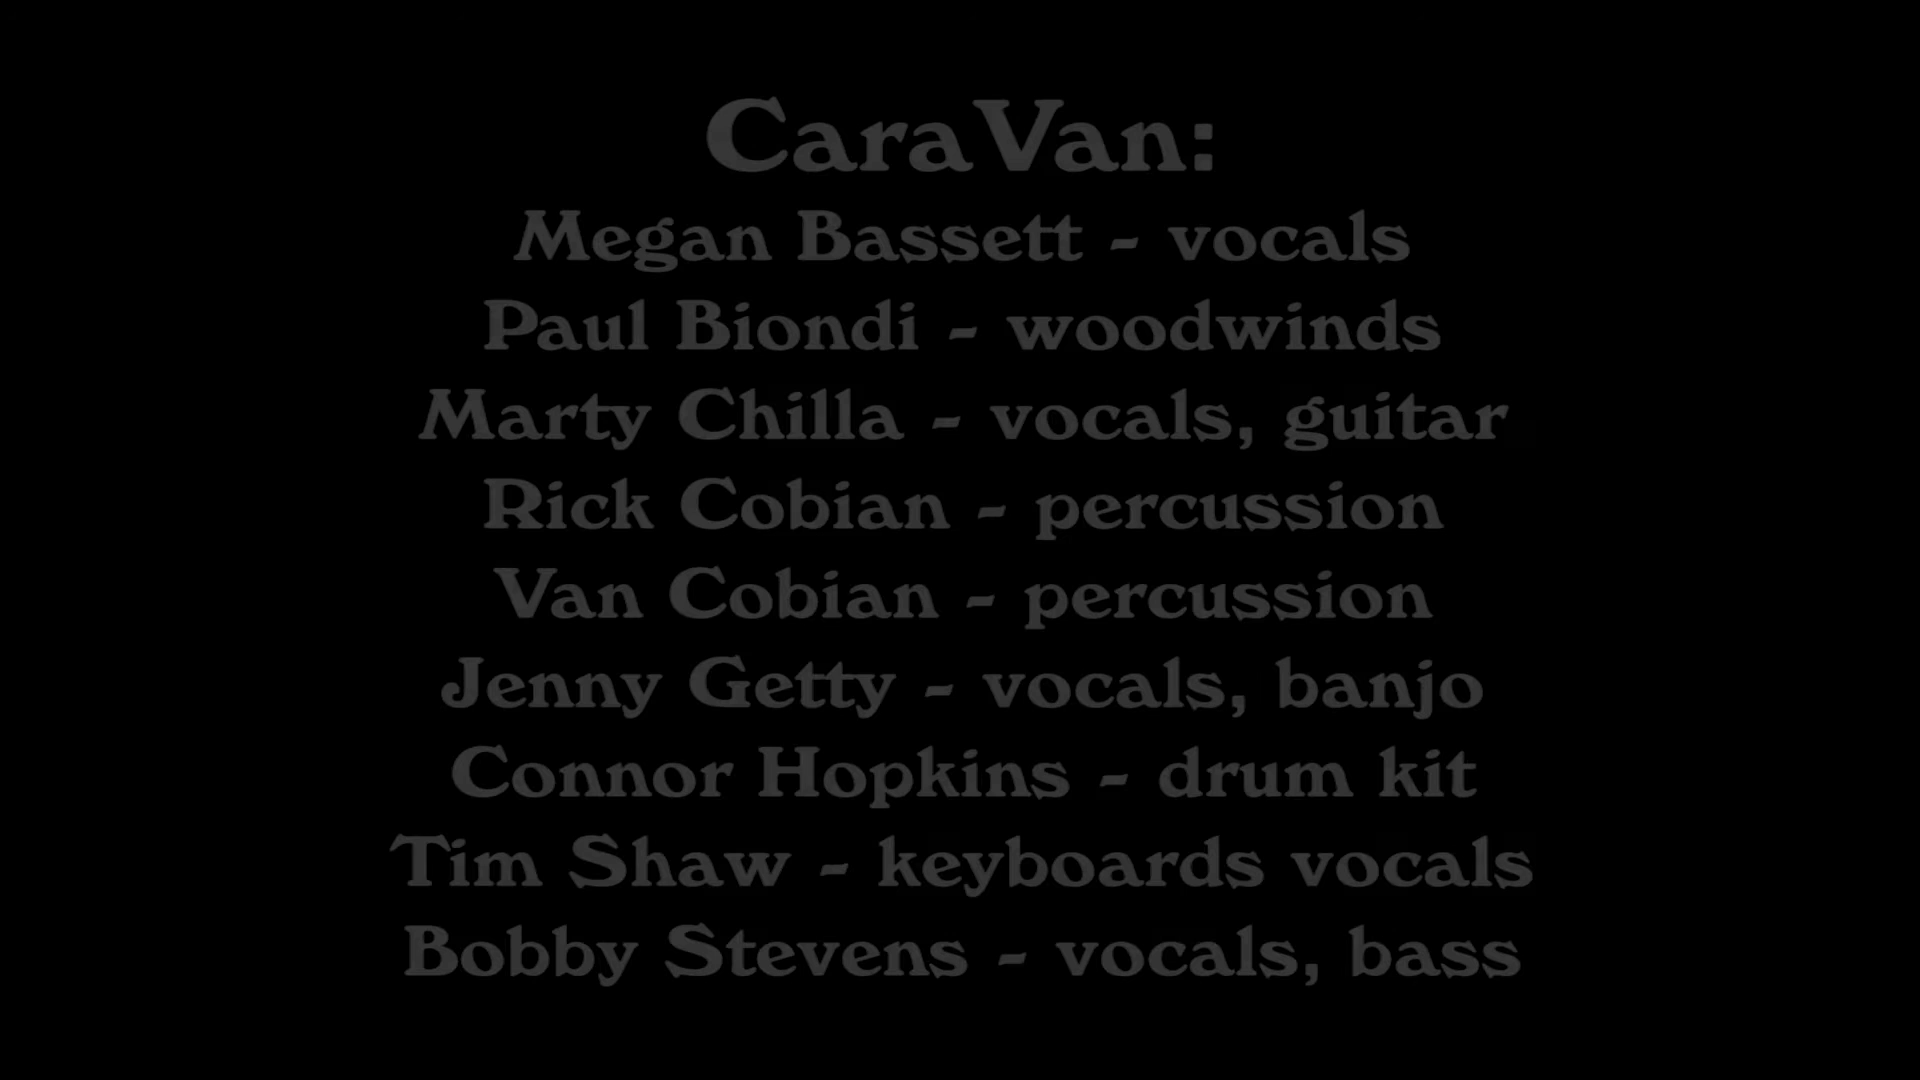 CaraVan:
Megan Bassett - vocals
Paul Biondi - woodwinds
Marty Chilla - vocals, guitar
Rick Cobian - percussion
Van Cobian - percussion
Jenny Getty - vocals, banjo
Connor Hopkins - drum kit
Tim Shaw - keyboards vocals
Bobby Stevens - vocals, bass